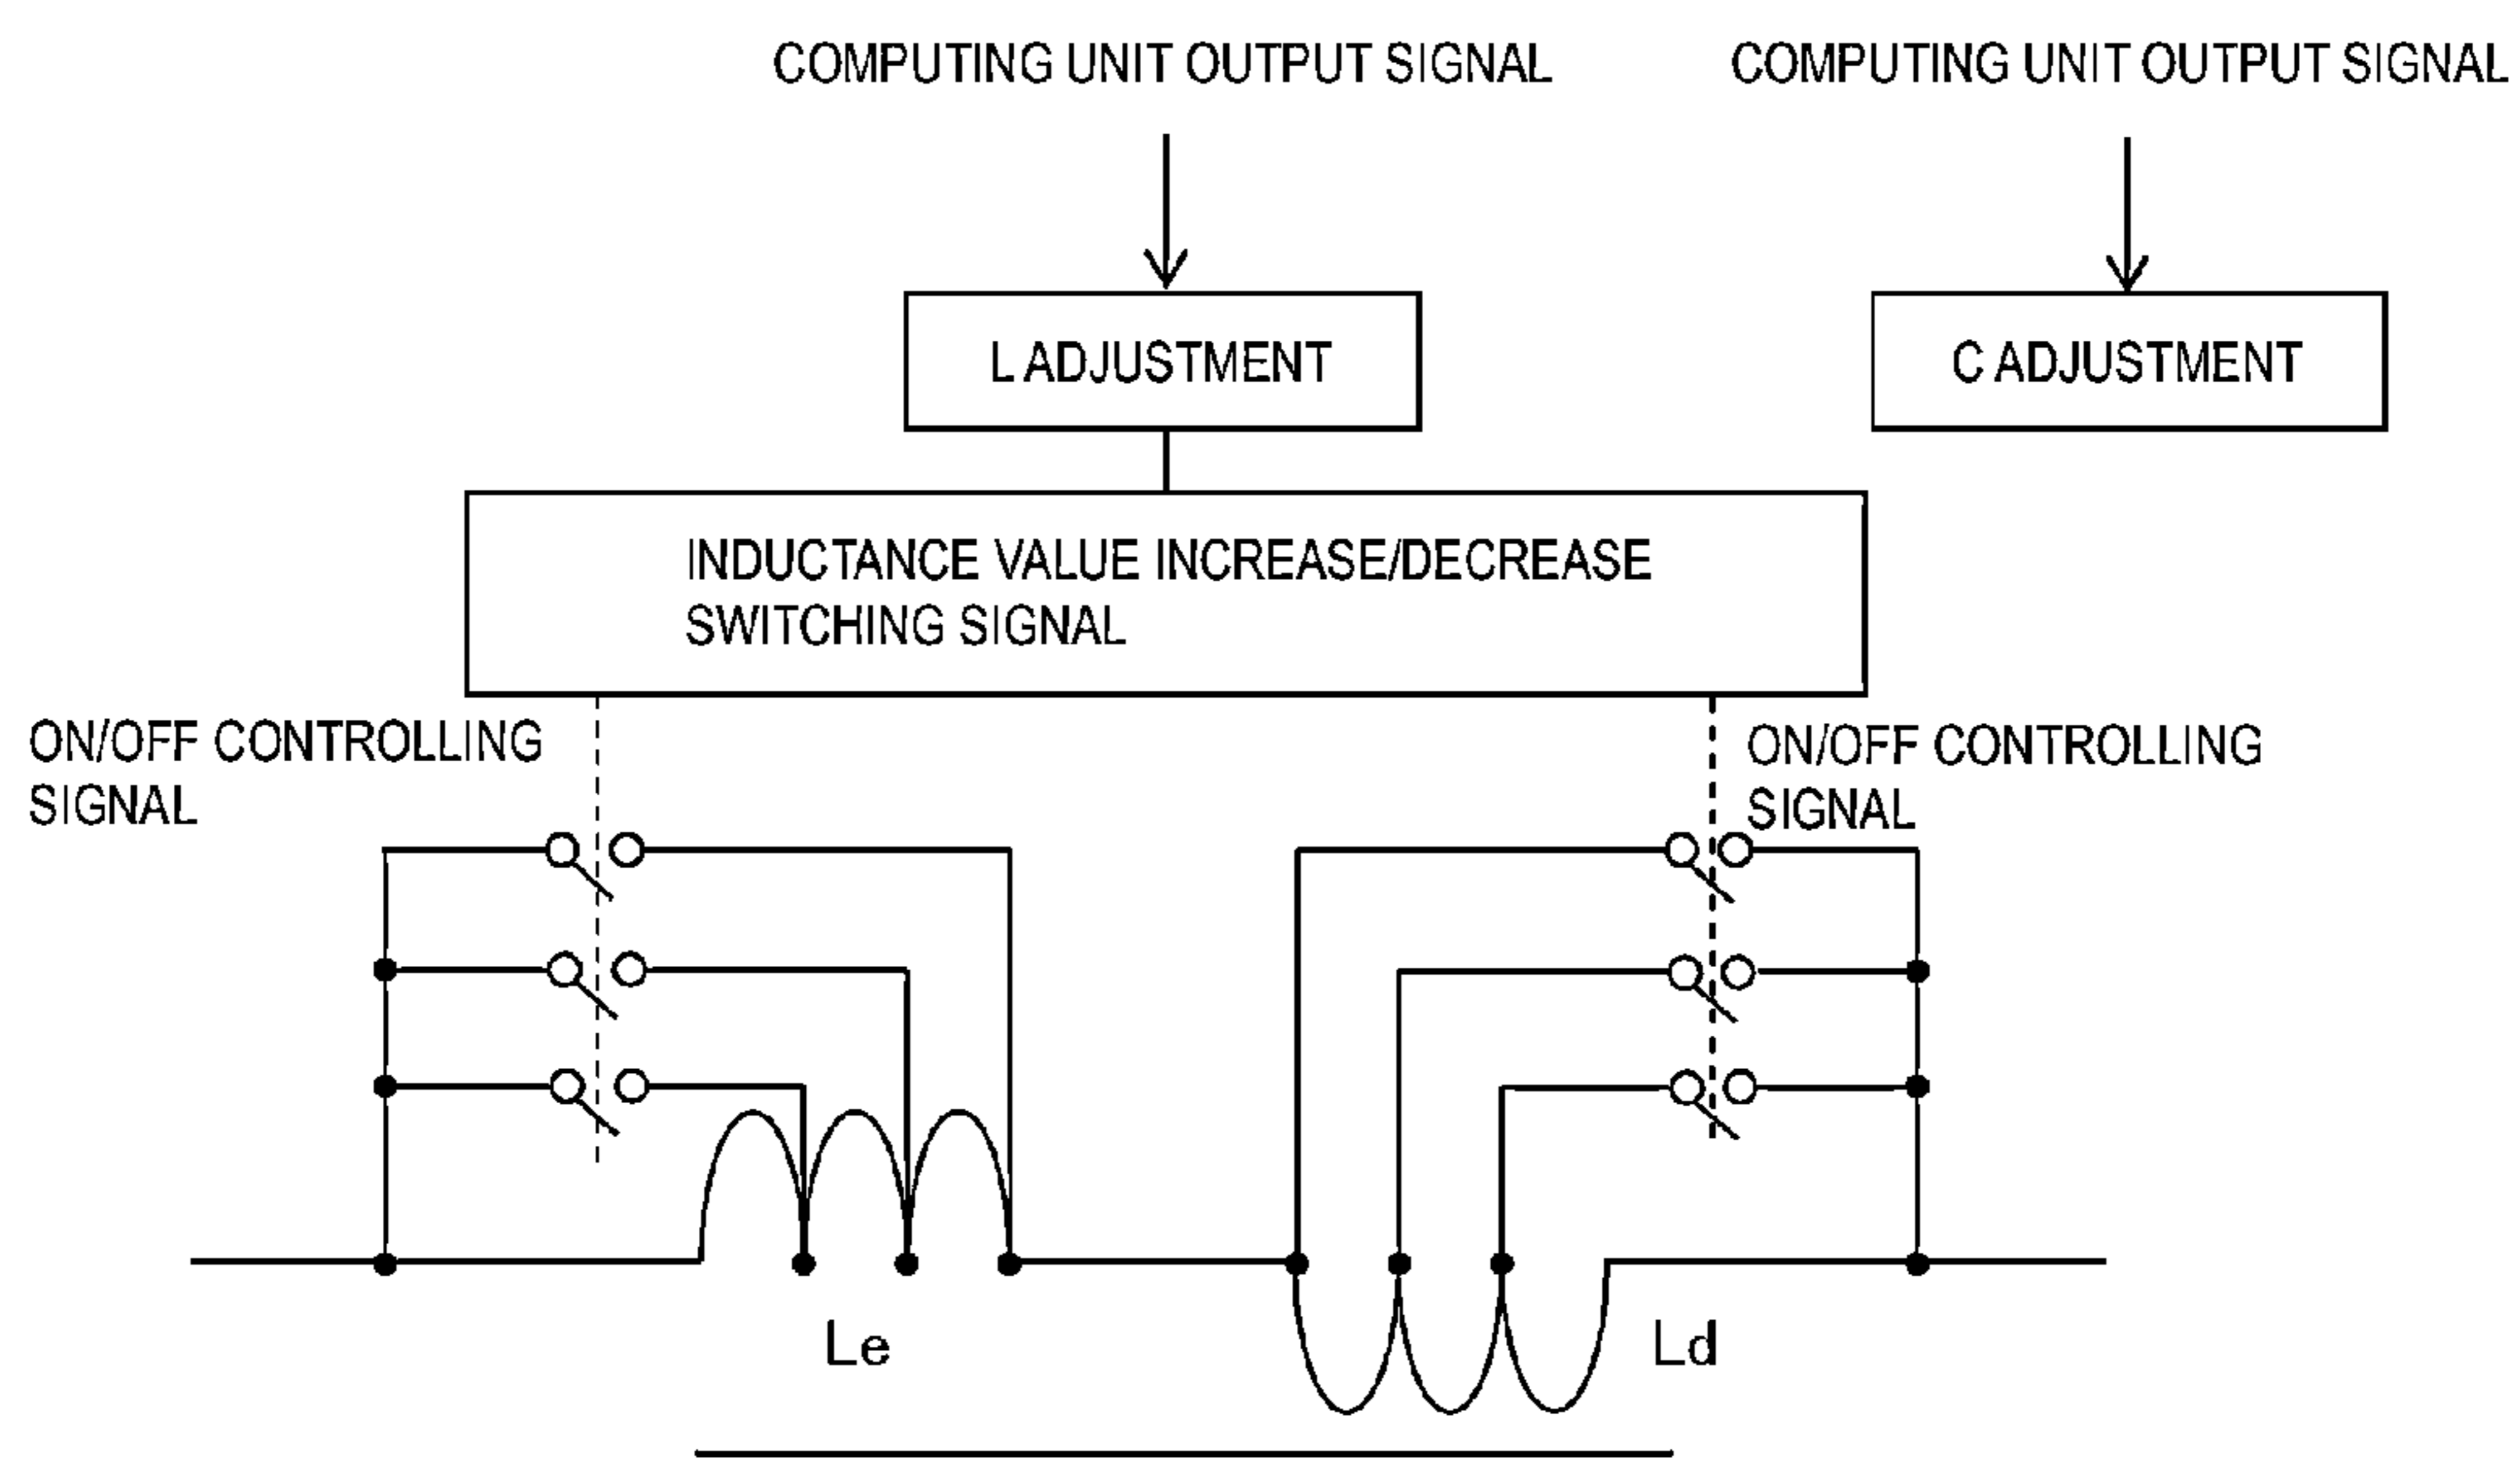 COMPUTING UNIT OUTPUT SIGNAL
COMPUTING UNIT OUTPUT SIGNAL
L ADJUSTMENT
C ADJUSTMENT
INDUCTANCE VALUE INCREASE/DECREASE
SWITCHING SIGNAL
ON/OFF CONTROLLING
SIGNAL
ON/OFF CONTROLLING
SIGNAL
Le
Ld